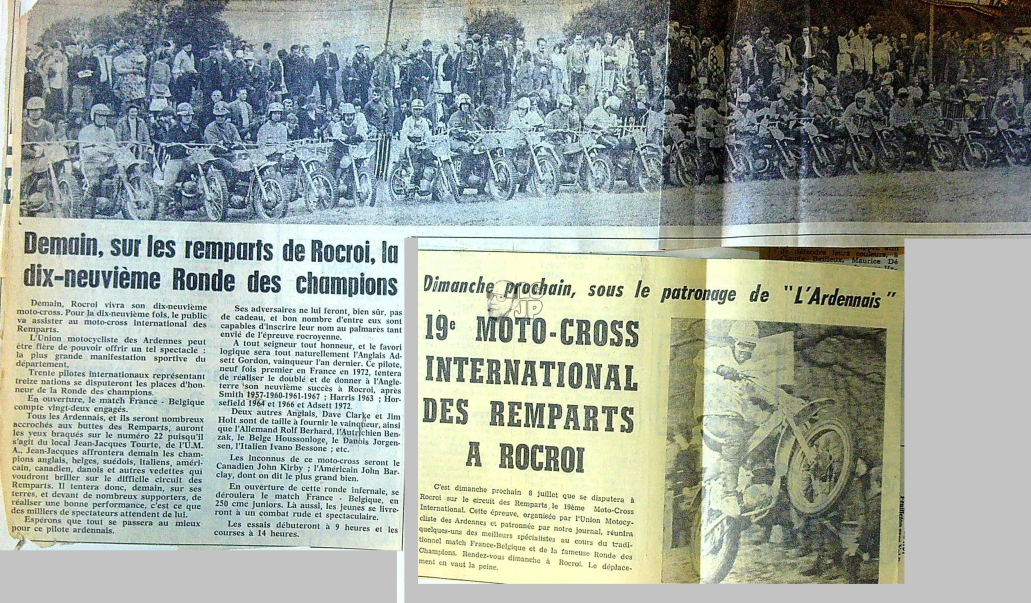 Demain, sur les remparts de Rocroi, la
dix-neuvième Ronde des champions
Demain, Rocroi vivra son dix-neuvième
moto-cross. Pour la dix-neuvième fois, le public
va assister au moto-cross international des
Remparts.
L'Union motocycliste des Ardennes peut
être fière de pouvoir offrir un tel spectacle :
la plus grande manifestation sportive du
département.
Trente pilotes internationaux représentant
treize nations se disputeront les places d'hon-
neur de la Ronde des champions.
En ouverture, le match France - Belgique
compte vingt-deux engagés.
Tous les Ardennais, et ils seront nombreux
accrochés aux buttes des Remparts, auront
les yeux braqués sur le numéro 22 puisqu'il
s'agit du local Jean-Jacques Tourte, de l'U.M.
A.. Jean-Jacques affrontera demain les cham-
pions anglais, belges, suédois, italiens, améri-
cain, canadien, danois et autres vedettes qui
voudront briller sur le difficile circuit des
Remparts. Il tentera donc, demain, sur ses
terres, et devant de nombreux supporters, de
réaliser une bonne performance, c'est ce que
des milliers de spectateurs attendent de lui.
Espérons que tout se passera au mieux
pour ce pilote ardennais.
Ses adversaires ne lui feront, bien sûr, pas
de cadeau, et bon nombre d'entre eux sont
capables d'inscrire leur nom au palmarès tant
envié de l'épreuve rocroyenne.
A tout seigneur tout honneur, et le favori
logique sera tout naturellement l'Anglais Ad-
sett Gordon, vainqueur l'an dernier. Ce pilote,
neuf fois premier en France en 1972, tentera
de réaliser le doublé et de donner à l'Angle-
terre son neuvième succès à Rocroi, après
Smith 1957-1960-1961-1967 ; Harris 1963 ; Hor-
sefield 1964 et 1966 et Adsett 1972.
Deux autres Anglais, Dave Clarke et Jim
Holt sont de taille à fournir le vainqueur, ainsi
que l'Allemand Rolf Berhard, l'Autrichien Ben-
zak, le Belge Houssonloge, le Danois Jorgen-
sen, l'Italien Ivano Bessone ; etc.
Les inconnus de ce moto-cross seront le
Canadien John Kirby ; l'Américain John Bar-
clay, dont on dit le plus grand bien.
En ouverture de cette ronde infernale, se
déroulera le match France - Belgique, en
250 cmc juniors. Là aussi, les jeunes se livre-
ront à un combat rude et spectaculaire.
Les essais débuteront à 9 heures et les
courses à 14 heures.
JP
Dimanche prochain, sous le patronage de "L'Ardennais"
19e MOTO-CROSS
INTERNATIONAL
DES REMPARTS
A ROCROI
C'est dimanche prochain 8 juillet que se disputera à
Rocroi sur le circuit des Remparts, le 19ème Moto-Cross
International. Cette épreuve, organisée par l'Union Motocy-
cliste des Ardennes et patronnée par notre journal, réunira
quelques-uns des meilleurs spécialistes au cours du tradi-
tionnel match France-Belgique et de la fameuse Ronde des
Champions. Rendez-vous dimanche à Rocroi. Le déplace-
ment en vaut la peine.